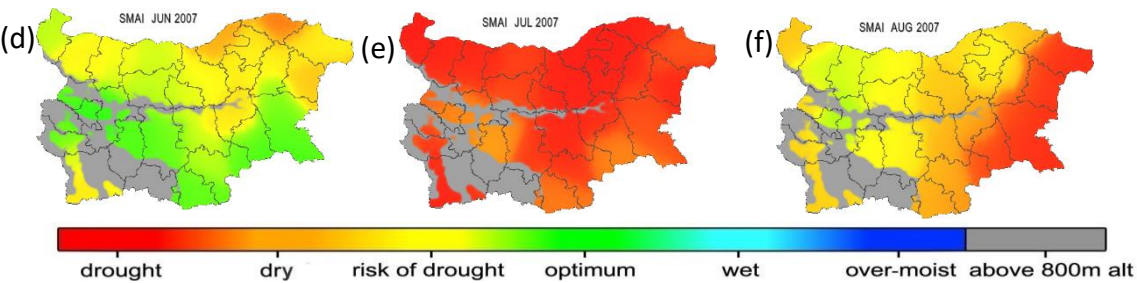 (d)
SMAI JUN 2007
(e)
SMAI JUL 2007
(f)
SMAI AUG 2007
drought dry risk of drought optimum wet over-moist above 800m alt